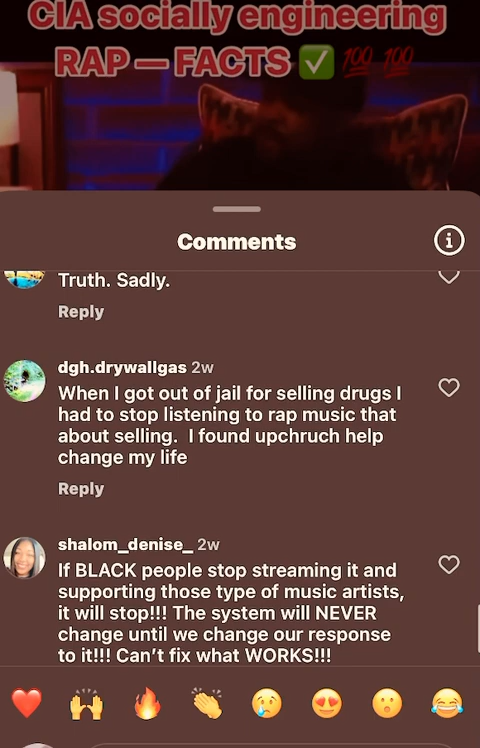 CIA socially engineering
RAP — FACTS ✅ 💯 💯
Comments
Truth. Sadly.
Reply
dgh.drywallgas 2w
When I got out of jail for selling drugs I
had to stop listening to rap music that
about selling.  I found upchruch help
change my life
Reply
shalom_denise_ 2w
If BLACK people stop streaming it and
supporting those type of music artists,
it will stop!!! The system will NEVER
change until we change our response
to it!!! Can't fix what WORKS!!!
❤️ 🙌 🔥 👏 😢 😍 😮 😂